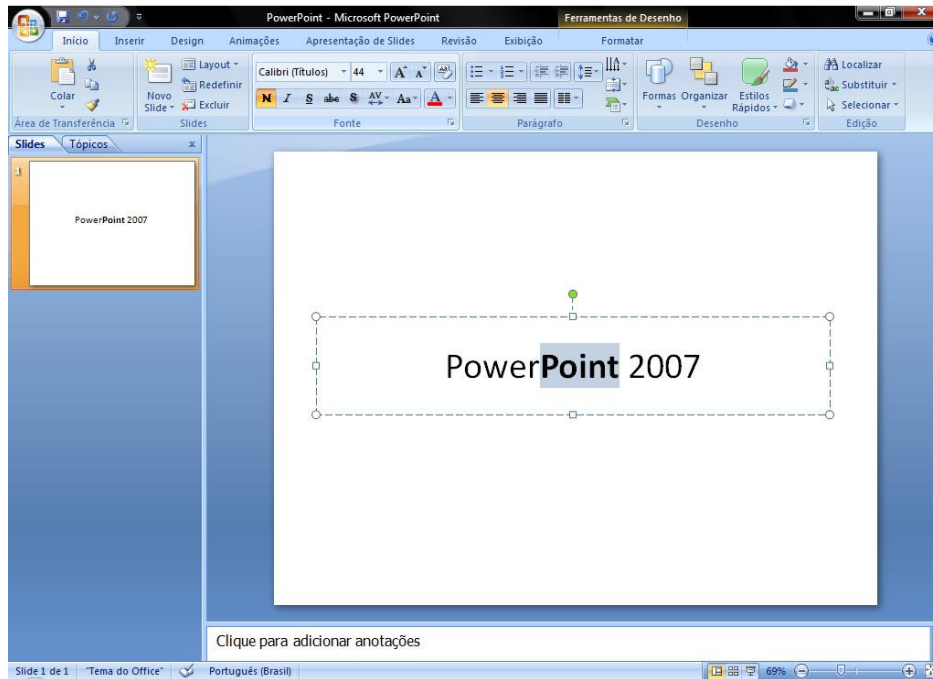 PowerPoint - Microsoft PowerPoint
Ferramentas de Desenho
Início Inserir Design Animações Apresentação de Slides Revisão Exibição Formatar
Colar
Área de Transferência
Novo Slide
Layout
Redefinir
Excluir
Slides
Calibri (Títulos) 44 A A
N I S abe S AV Aa A
Fonte
Parágrafo
Formas Organizar Estilos Rápidos
Desenho
Localizar
Substituir
Selecionar
Edição
Slides Tópicos x
1
PowerPoint 2007
PowerPoint 2007
Clique para adicionar anotações
Slide 1 de 1 "Tema do Office" Português (Brasil) 69%